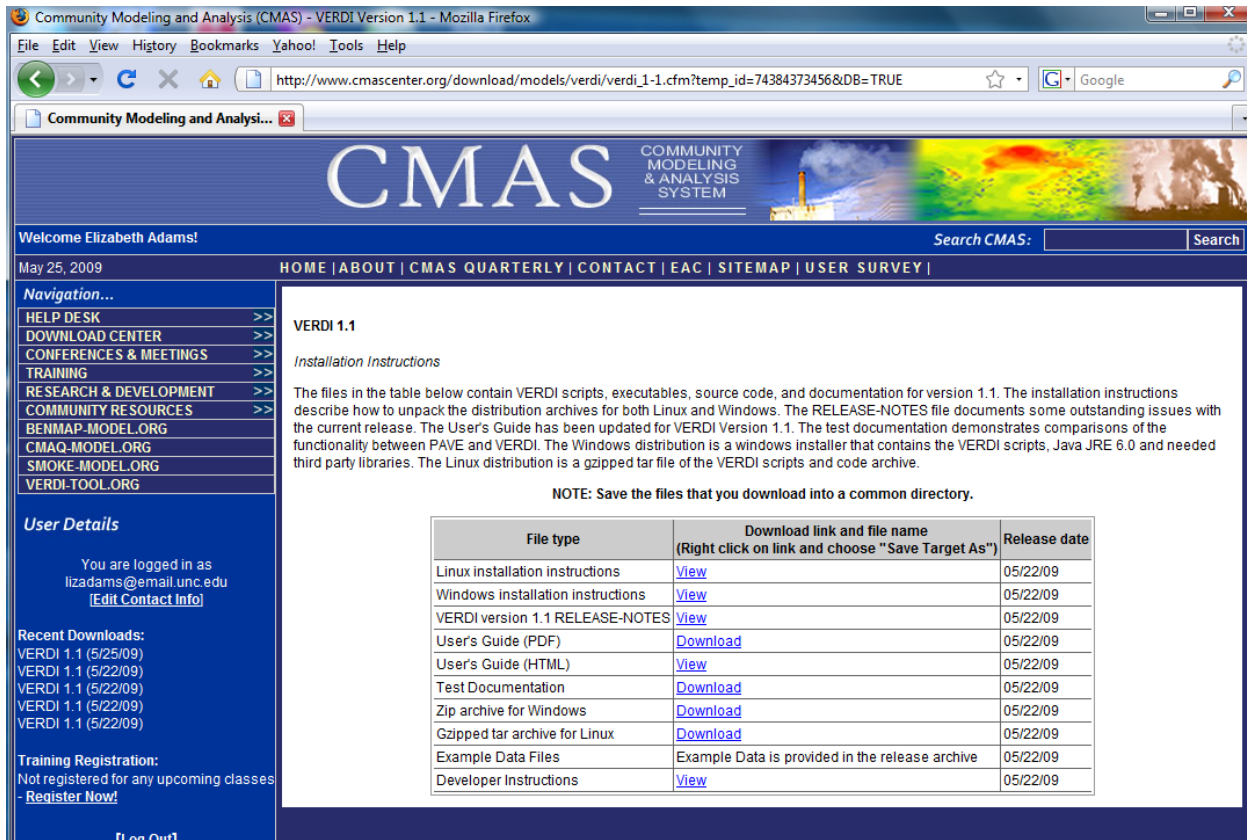 Community Modeling and Analysis (CMAS) - VERDI Version 1.1 - Mozilla Firefox
File Edit View History Bookmarks Yahoo! Tools Help
http://www.cmascenter.org/download/models/verdi/verdi_1-1.cfm?temp_id=74384373456&DB=TRUE
G Google
Community Modeling and Analysi...
CMAS
COMMUNITY
MODELING
& ANALYSIS
SYSTEM
Welcome Elizabeth Adams!
Search CMAS: Search
May 25, 2009
HOME | ABOUT | CMAS QUARTERLY | CONTACT | EAC | SITEMAP | USER SURVEY |
Navigation...
HELP DESK >>
DOWNLOAD CENTER >>
CONFERENCES & MEETINGS >>
TRAINING >>
RESEARCH & DEVELOPMENT >>
COMMUNITY RESOURCES >>
BENMAP-MODEL.ORG
CMAQ-MODEL.ORG
SMOKE-MODEL.ORG
VERDI-TOOL.ORG
User Details
You are logged in as
lizadams@email.unc.edu
[Edit Contact Info]
Recent Downloads:
VERDI 1.1 (5/25/09)
VERDI 1.1 (5/22/09)
VERDI 1.1 (5/22/09)
VERDI 1.1 (5/22/09)
VERDI 1.1 (5/22/09)
Training Registration:
Not registered for any upcoming classes
- Register Now!
[Log Out]
VERDI 1.1
Installation Instructions
The files in the table below contain VERDI scripts, executables, source code, and documentation for version 1.1. The installation instructions
describe how to unpack the distribution archives for both Linux and Windows. The RELEASE-NOTES file documents some outstanding issues with
the current release. The User's Guide has been updated for VERDI Version 1.1. The test documentation demonstrates comparisons of the
functionality between PAVE and VERDI. The Windows distribution is a windows installer that contains the VERDI scripts, Java JRE 6.0 and needed
third party libraries. The Linux distribution is a gzipped tar file of the VERDI scripts and code archive.
NOTE: Save the files that you download into a common directory.
File type Download link and file name Release date
(Right click on link and choose "Save Target As")
Linux installation instructions View 05/22/09
Windows installation instructions View 05/22/09
VERDI version 1.1 RELEASE-NOTES View 05/22/09
User's Guide (PDF) Download 05/22/09
User's Guide (HTML) View 05/22/09
Test Documentation Download 05/22/09
Zip archive for Windows Download 05/22/09
Gzipped tar archive for Linux Download 05/22/09
Example Data Files Example Data is provided in the release archive 05/22/09
Developer Instructions View 05/22/09